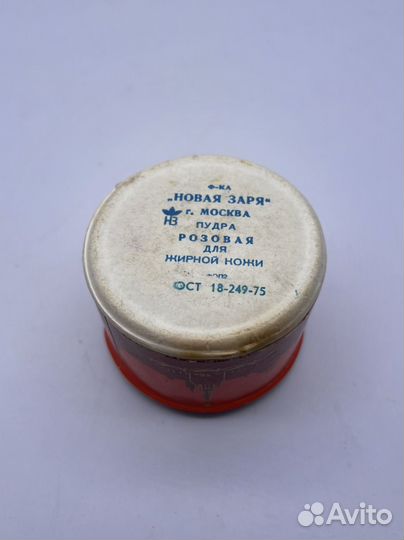 Ф-КА
„НОВАЯ ЗАРЯ"
НЗ
г. МОСКВА
ПУДРА
РОЗОВАЯ
ДЛЯ
ЖИРНОЙ КОЖИ
ОСТ 18-249-75
Avito